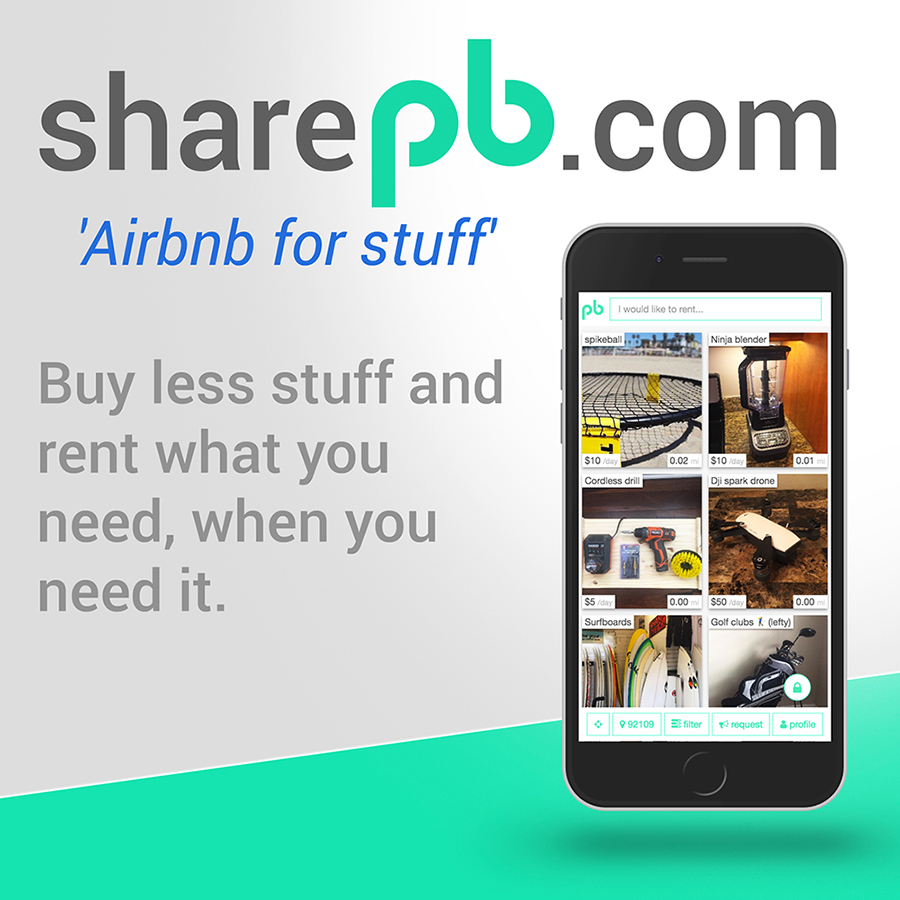 sharepb.com
'Airbnb for stuff'
Buy less stuff and
rent what you
need, when you
need it.
pb I would like to rent...
spikeball Ninja blender
$10 /day 0.02 mi $10 /day 0.01 mi
Cordless drill Dji spark drone
$5 /day 0.00 mi $50 /day 0.00 mi
Surfboards Golf clubs (lefty)
92109 filter request profile